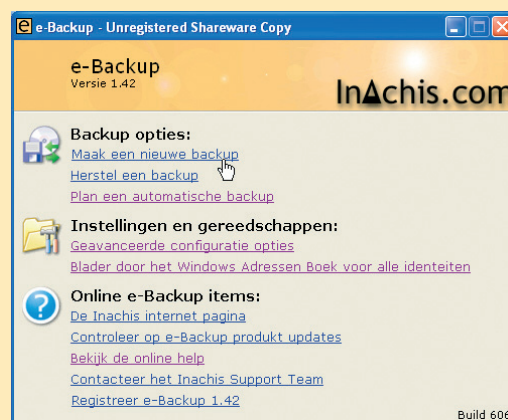 e-Backup - Unregistered Shareware Copy
e-Backup
Versie 1.42
InAchis.com
Backup opties:
Maak een nieuwe backup
Herstel een backup
Plan een automatische backup
Instellingen en gereedschappen:
Geavanceerde configuratie opties
Blader door het Windows Adressen Boek voor alle identeiten
Online e-Backup items:
De Inachis internet pagina
Controleer op e-Backup produkt updates
Bekijk de online help
Contacteer het Inachis Support Team
Registreer e-Backup 1.42
Build 606